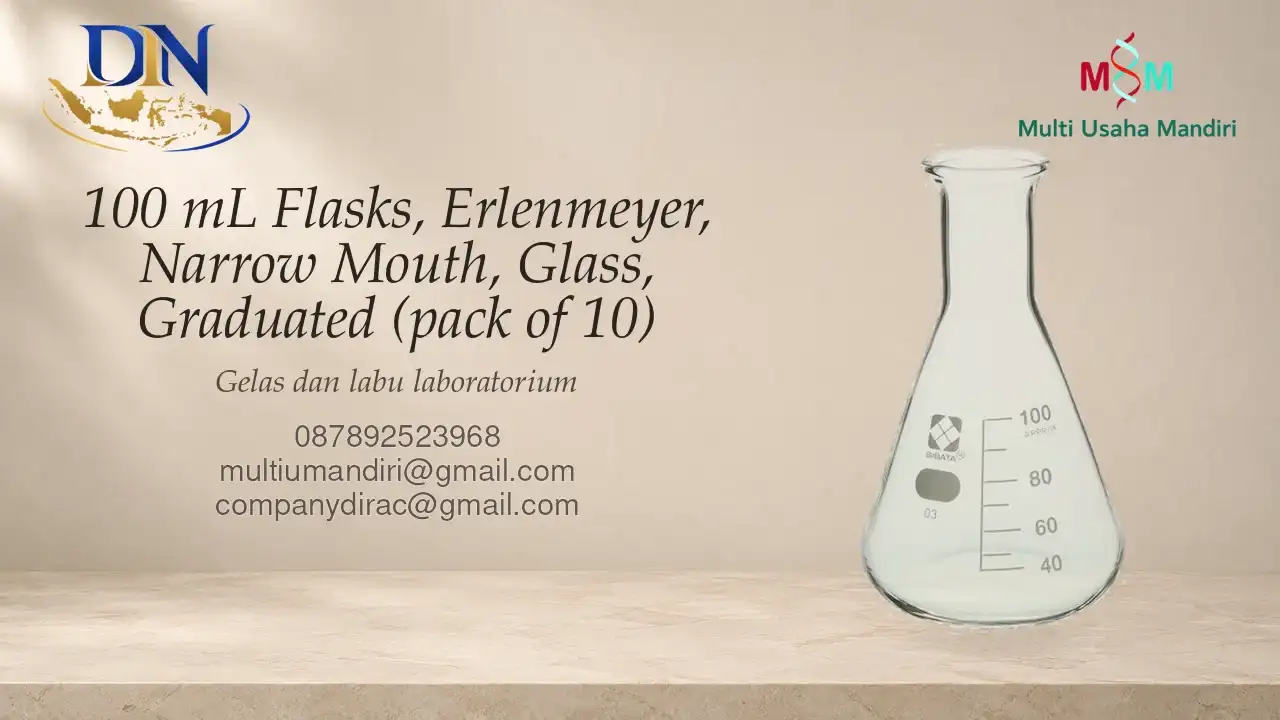 DN
MSM
Multi Usaha Mandiri
100 mL Flasks, Erlenmeyer,
Narrow Mouth, Glass,
Graduated (pack of 10)
Gelas dan labu laboratorium
087892523968
multiumandiri@gmail.com
companydirac@gmail.com
100
APPROX
SIBATA
80
03
60
40